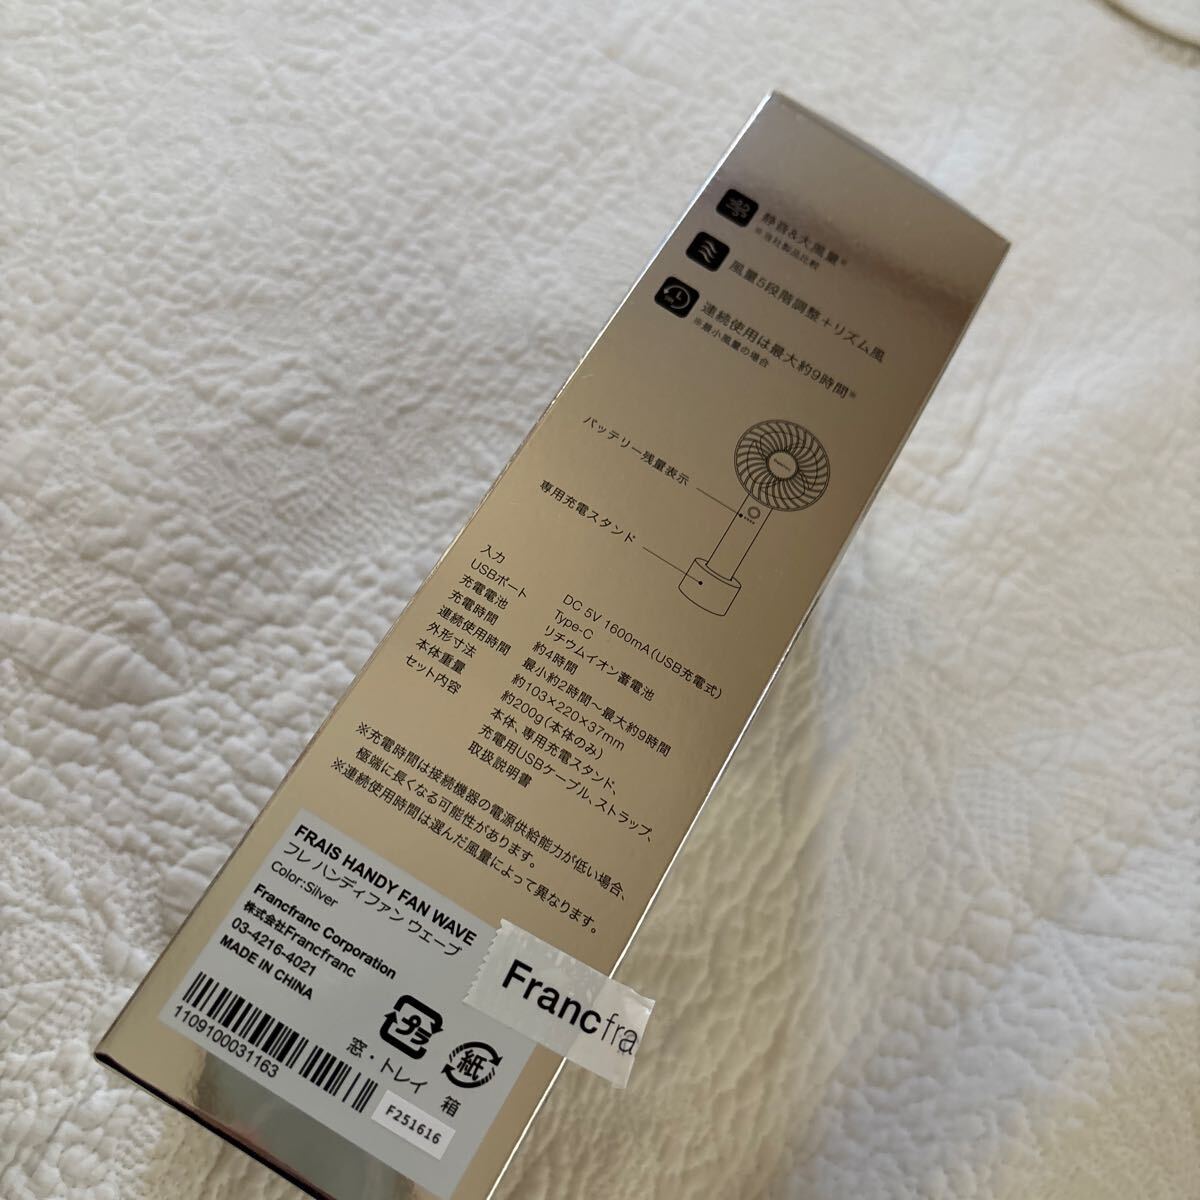 静音&大風量※
※当社製品比較
風量5段階調整+リズム風
連続使用は最大約9時間※
※最小風量の場合
バッテリー残量表示
専用充電スタンド
入力 DC 5V 1600mA(USB充電式)
USBポート Type-C
充電電池 リチウムイオン蓄電池
充電時間 約4時間
連続使用時間 最小約2時間〜最大約9時間
外形寸法 約103×220×37mm
本体重量 約200g(本体のみ)
セット内容 本体、専用充電スタンド、
充電用USBケーブル、ストラップ、
取扱説明書
※充電時間は接続機器の電源供給能力が低い場合、
極端に長くなる可能性があります。
※連続使用時間は選んだ風量によって異なります。
FRAIS HANDY FAN WAVE
フレ ハンディファン ウェーブ
Color:Silver
Francfranc Corporation
株式会社Francfranc
03-4216-4021
MADE IN CHINA
1109100031163
プラ
窓・トレイ
紙
箱
F251616
Francfra